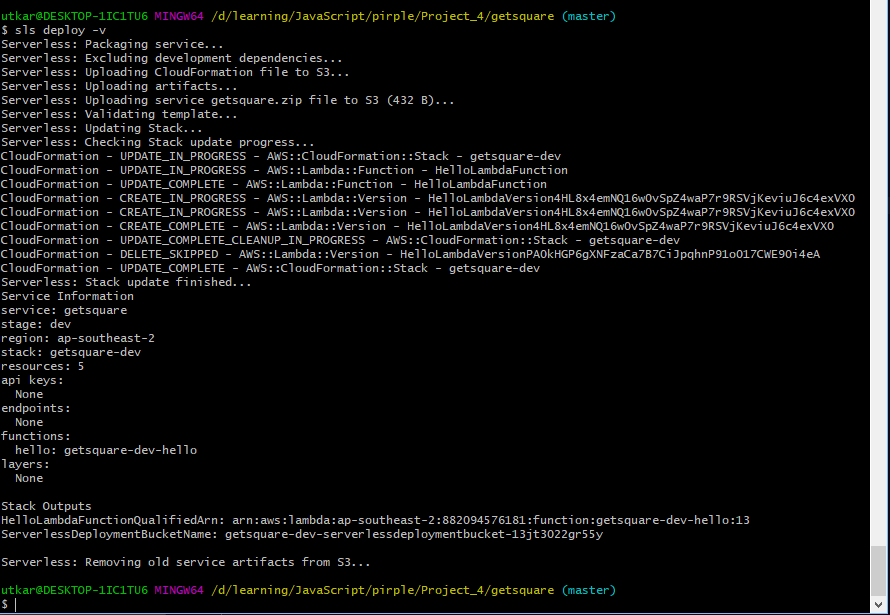 utkar@DESKTOP-1IC1TU6 MINGW64 /d/learning/JavaScript/pirple/Project_4/getsquare (master)
$ sls deploy -v
Serverless: Packaging service...
Serverless: Excluding development dependencies...
Serverless: Uploading CloudFormation file to S3...
Serverless: Uploading artifacts...
Serverless: Uploading service getsquare.zip file to S3 (432 B)...
Serverless: Validating template...
Serverless: Updating Stack...
Serverless: Checking Stack update progress...
CloudFormation - UPDATE_IN_PROGRESS - AWS::CloudFormation::Stack - getsquare-dev
CloudFormation - UPDATE_IN_PROGRESS - AWS::Lambda::Function - HelloLambdaFunction
CloudFormation - UPDATE_COMPLETE - AWS::Lambda::Function - HelloLambdaFunction
CloudFormation - CREATE_IN_PROGRESS - AWS::Lambda::Version - HelloLambdaVersion4HL8x4emNQ16wOvSpZ4waP7r9RSVjKeviuJ6c4exVXO
CloudFormation - CREATE_IN_PROGRESS - AWS::Lambda::Version - HelloLambdaVersion4HL8x4emNQ16wOvSpZ4waP7r9RSVjKeviuJ6c4exVXO
CloudFormation - CREATE_COMPLETE - AWS::Lambda::Version - HelloLambdaVersion4HL8x4emNQ16wOvSpZ4waP7r9RSVjKeviuJ6c4exVXO
CloudFormation - UPDATE_COMPLETE_CLEANUP_IN_PROGRESS - AWS::CloudFormation::Stack - getsquare-dev
CloudFormation - DELETE_SKIPPED - AWS::Lambda::Version - HelloLambdaVersionPAOkHGP6gXNFzaCa7B7CiJpqhnP91oO17CWE9Oi4eA
CloudFormation - UPDATE_COMPLETE - AWS::CloudFormation::Stack - getsquare-dev
Serverless: Stack update finished...
Service Information
service: getsquare
stage: dev
region: ap-southeast-2
stack: getsquare-dev
resources: 5
api keys:
  None
endpoints:
  None
functions:
  hello: getsquare-dev-hello
layers:
  None

Stack Outputs
HelloLambdaFunctionQualifiedArn: arn:aws:lambda:ap-southeast-2:882094576181:function:getsquare-dev-hello:13
ServerlessDeploymentBucketName: getsquare-dev-serverlessdeploymentbucket-13jt3022gr55y

Serverless: Removing old service artifacts from S3...

utkar@DESKTOP-1IC1TU6 MINGW64 /d/learning/JavaScript/pirple/Project_4/getsquare (master)
$